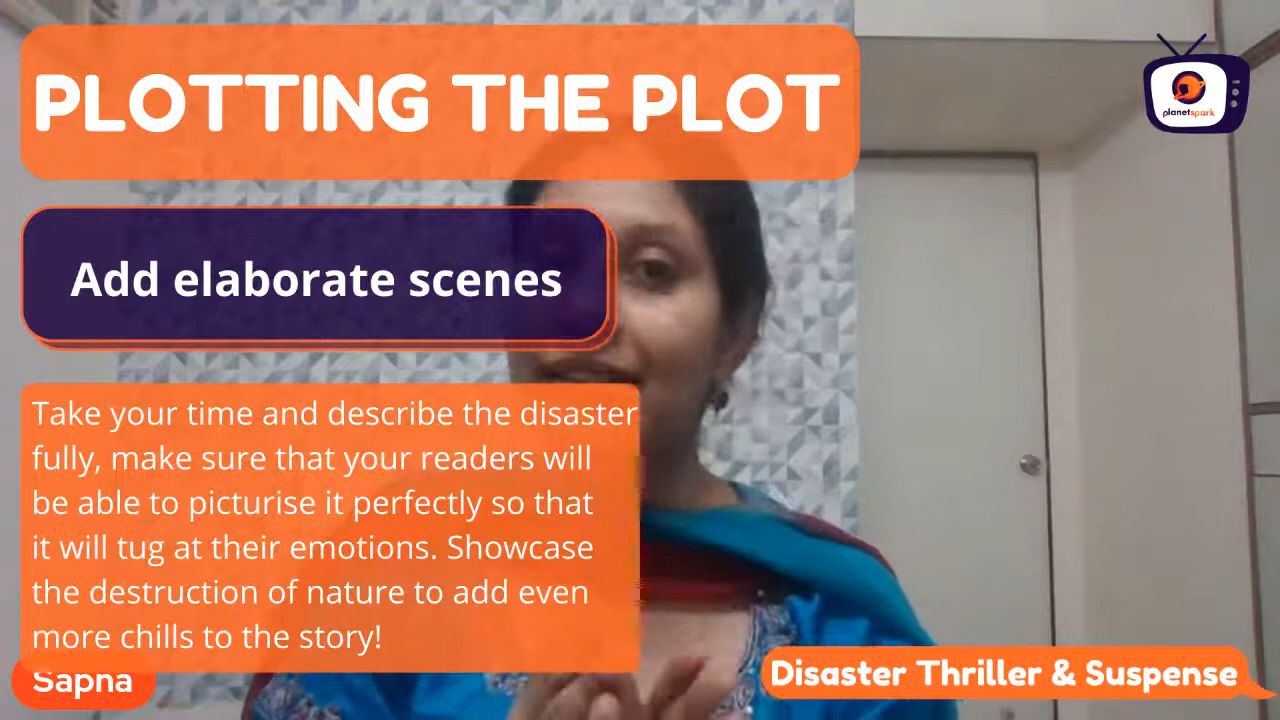 PLOTTING THE PLOT
planetspark
Add elaborate scenes
Take your time and describe the disaster
fully, make sure that your readers will
be able to picturise it perfectly so that
it will tug at their emotions. Showcase
the destruction of nature to add even
more chills to the story!
Sapna
Disaster Thriller & Suspense